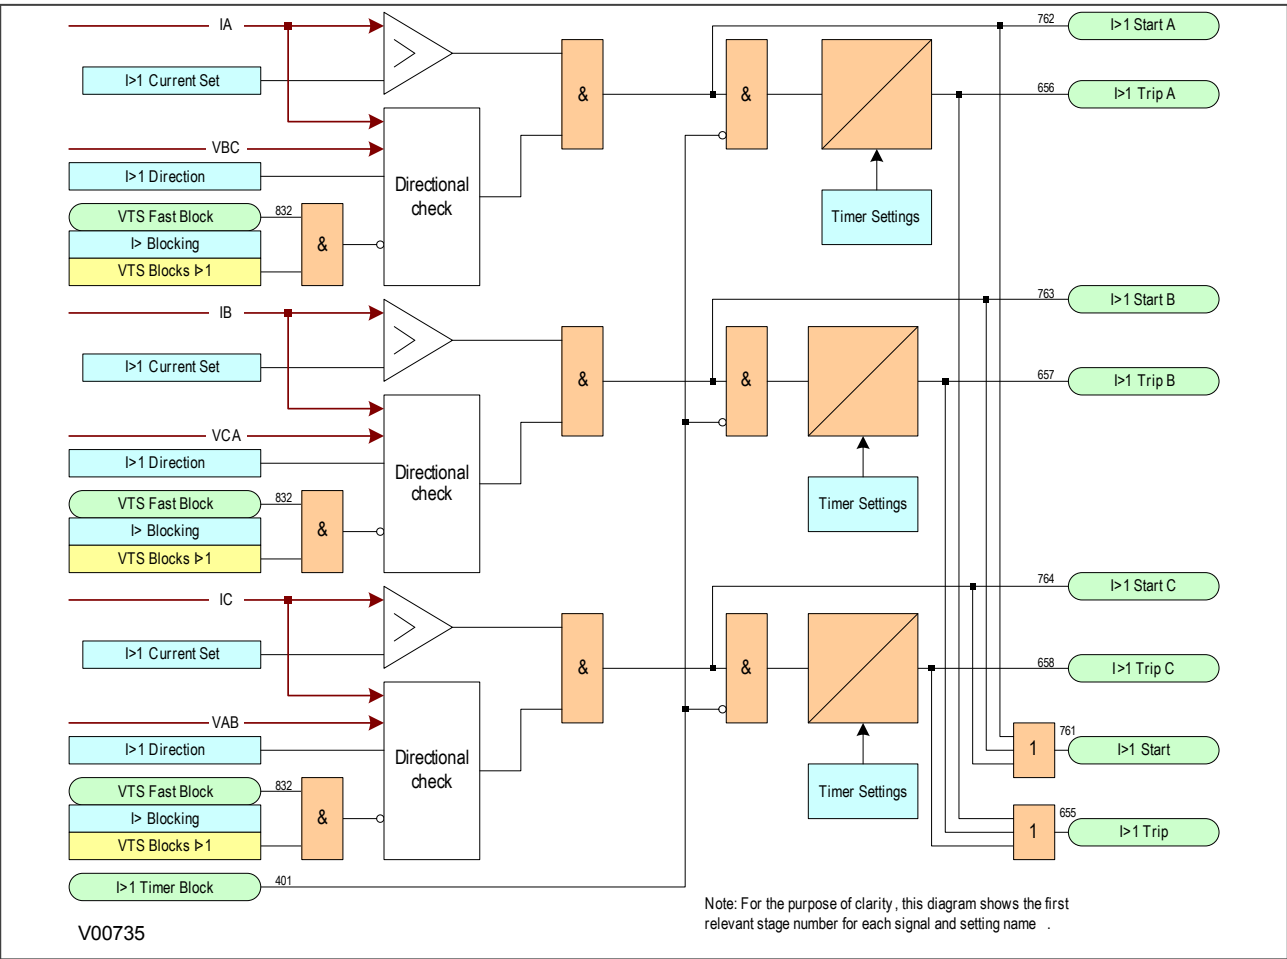 IA
762
I>1 Start A
I>1 Current Set
&
&
656
I>1 Trip A
VBC
I>1 Direction
Directional
check
Timer Settings
VTS Fast Block
832
I> Blocking
&
VTS Blocks I>1
IB
763
I>1 Start B
I>1 Current Set
&
&
657
I>1 Trip B
VCA
I>1 Direction
Directional
check
Timer Settings
VTS Fast Block
832
I> Blocking
&
VTS Blocks I>1
IC
764
I>1 Start C
I>1 Current Set
&
&
658
I>1 Trip C
VAB
I>1 Direction
Directional
check
761
1
I>1 Start
Timer Settings
VTS Fast Block
832
I> Blocking
&
VTS Blocks I>1
655
1
I>1 Trip
I>1 Timer Block
401
Note: For the purpose of clarity, this diagram shows the first
relevant stage number for each signal and setting name .
V00735